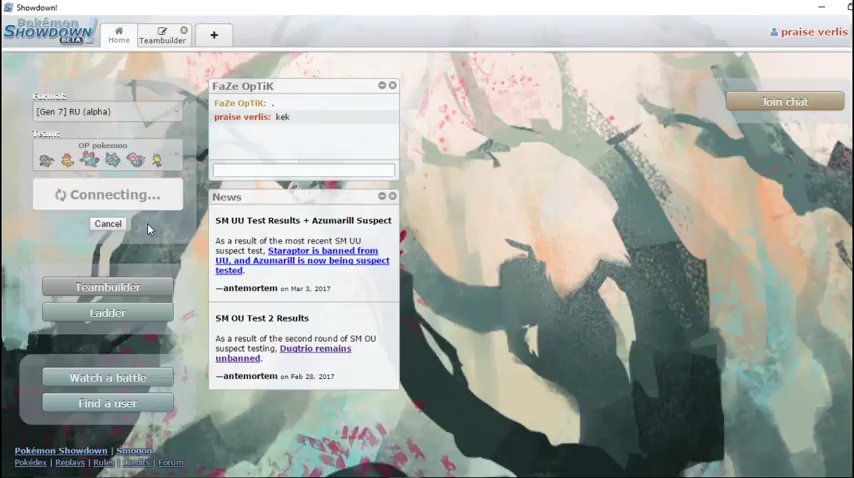 Showdown!
Pokémon
SHOWDOWN
BETA
Home
Teambuilder
+
praise verlis
Format:
[Gen 7] RU (alpha)
Team:
OP pokemon
Connecting...
Cancel
Teambuilder
Ladder
Watch a battle
Find a user
Pokémon Showdown | Smogon
Pokédex | Replays | Rules | Credits | Forum
FaZe OpTiK
FaZe OpTiK: .
praise verlis: kek
News
SM UU Test Results + Azumarill Suspect
As a result of the most recent SM UU
suspect test, Staraptor is banned from
UU, and Azumarill is now being suspect
tested.
—antemortem on Mar 3, 2017
SM OU Test 2 Results
As a result of the second round of SM OU
suspect testing, Dugtrio remains
unbanned.
—antemortem on Feb 28, 2017
Join chat